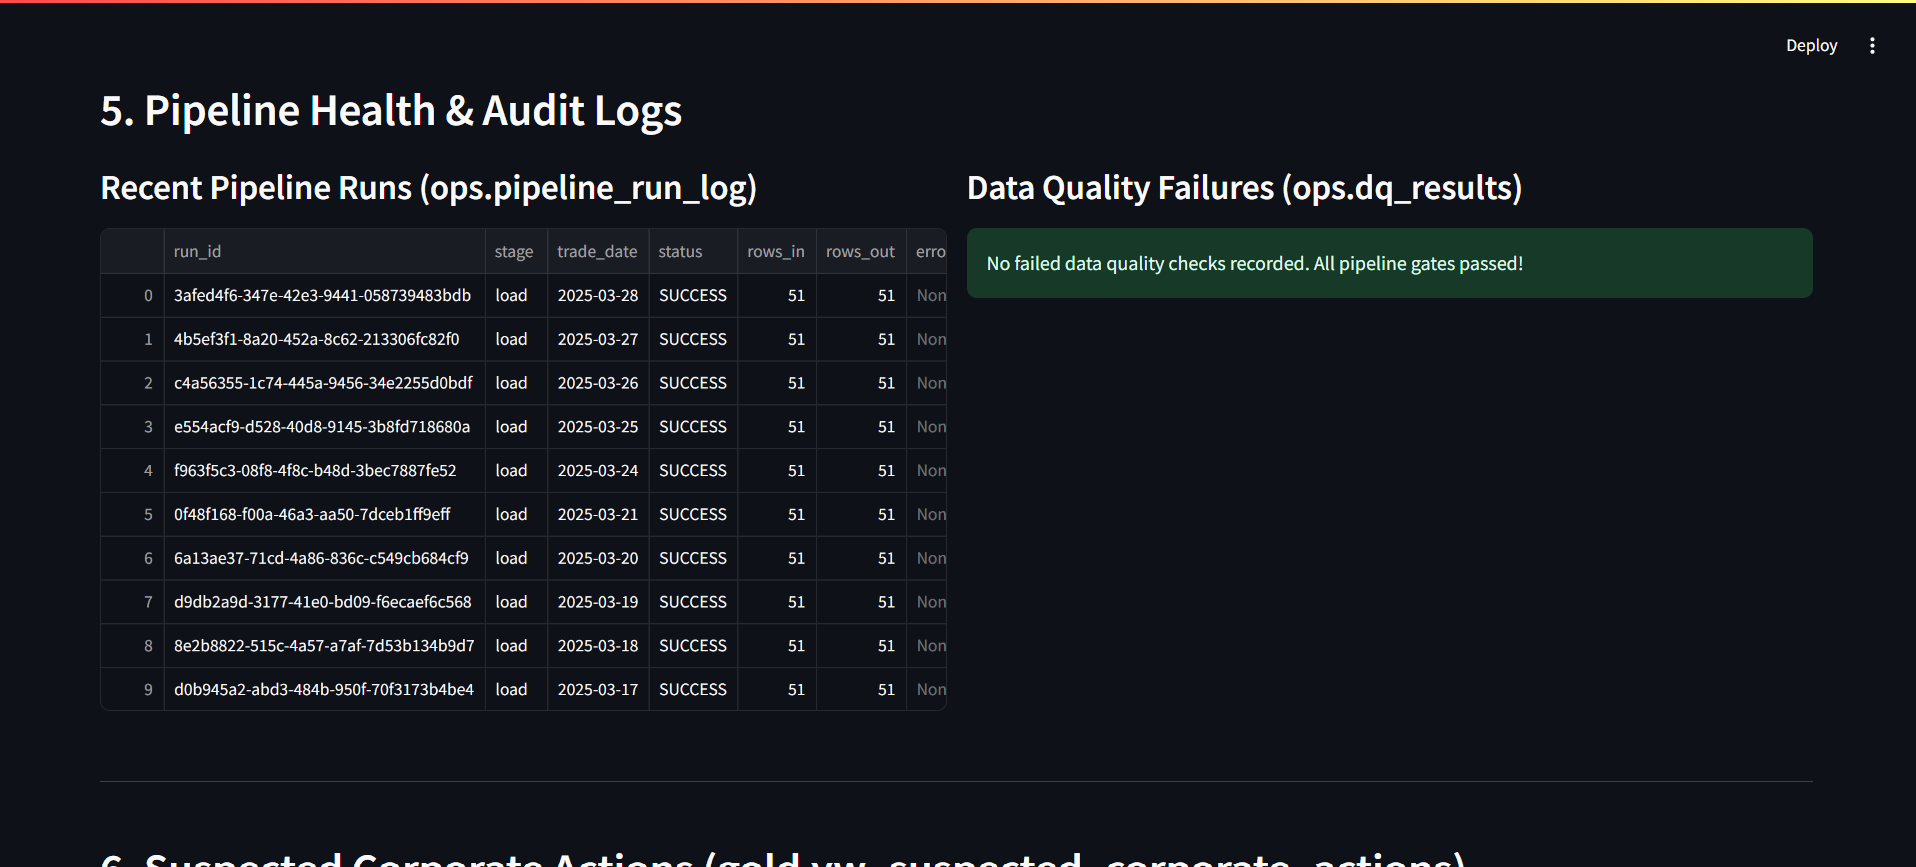 Deploy
5. Pipeline Health & Audit Logs
Recent Pipeline Runs (ops.pipeline_run_log)
run_id stage trade_date status rows_in rows_out erro
0 3afed4f6-347e-42e3-9441-058739483bdb load 2025-03-28 SUCCESS 51 51 Non
1 4b5ef3f1-8a20-452a-8c62-213306fc82f0 load 2025-03-27 SUCCESS 51 51 Non
2 c4a56355-1c74-445a-9456-34e2255d0bdf load 2025-03-26 SUCCESS 51 51 Non
3 e554acf9-d528-40d8-9145-3b8fd718680a load 2025-03-25 SUCCESS 51 51 Non
4 f963f5c3-08f8-4f8c-b48d-3bec7887fe52 load 2025-03-24 SUCCESS 51 51 Non
5 0f48f168-f00a-46a3-aa50-7dceb1ff9eff load 2025-03-21 SUCCESS 51 51 Non
6 6a13ae37-71cd-4a86-836c-c549cb684cf9 load 2025-03-20 SUCCESS 51 51 Non
7 d9db2a9d-3177-41e0-bd09-f6ecaef6c568 load 2025-03-19 SUCCESS 51 51 Non
8 8e2b8822-515c-4a57-a7af-7d53b134b9d7 load 2025-03-18 SUCCESS 51 51 Non
9 d0b945a2-abd3-484b-950f-70f3173b4be4 load 2025-03-17 SUCCESS 51 51 Non
Data Quality Failures (ops.dq_results)
No failed data quality checks recorded. All pipeline gates passed!
6. Suspected Corporate Actions (gold.vw_suspected_corporate_actions)